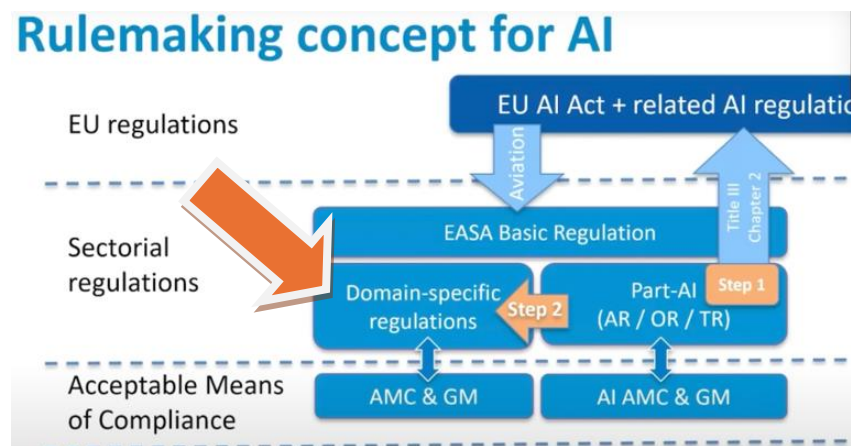 Rulemaking concept for AI
EU regulations
EU AI Act + related AI regulatio
Aviation
Title III
Chapter 2
Sectorial
regulations
EASA Basic Regulation
Domain-specific
regulations
Step 2
Part-AI
(AR / OR / TR)
Step 1
Acceptable Means
of Compliance
AMC & GM
AI AMC & GM